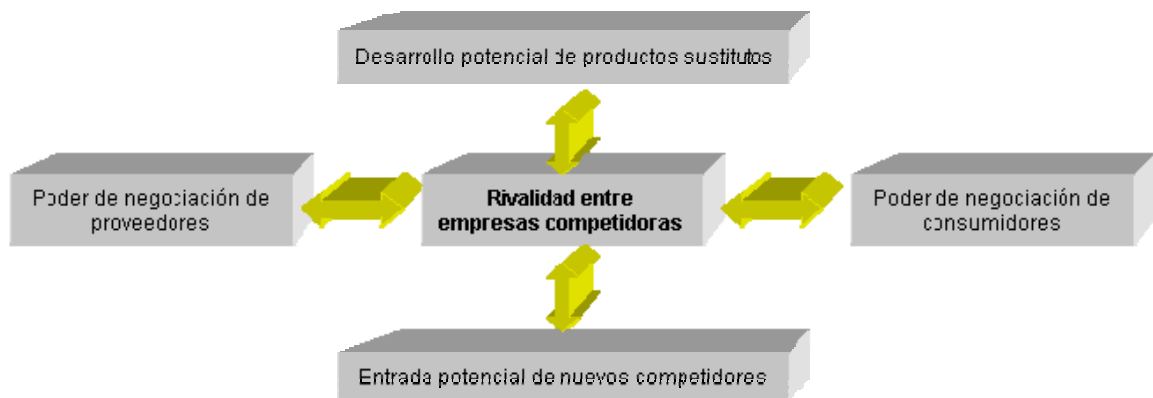 Desarrollo potencial de productos sustitutos
Poder de negociación de
proveedores
Rivalidad entre
empresas competidoras
Poder de negociación de
consumidores
Entrada potencial de nuevos competidores